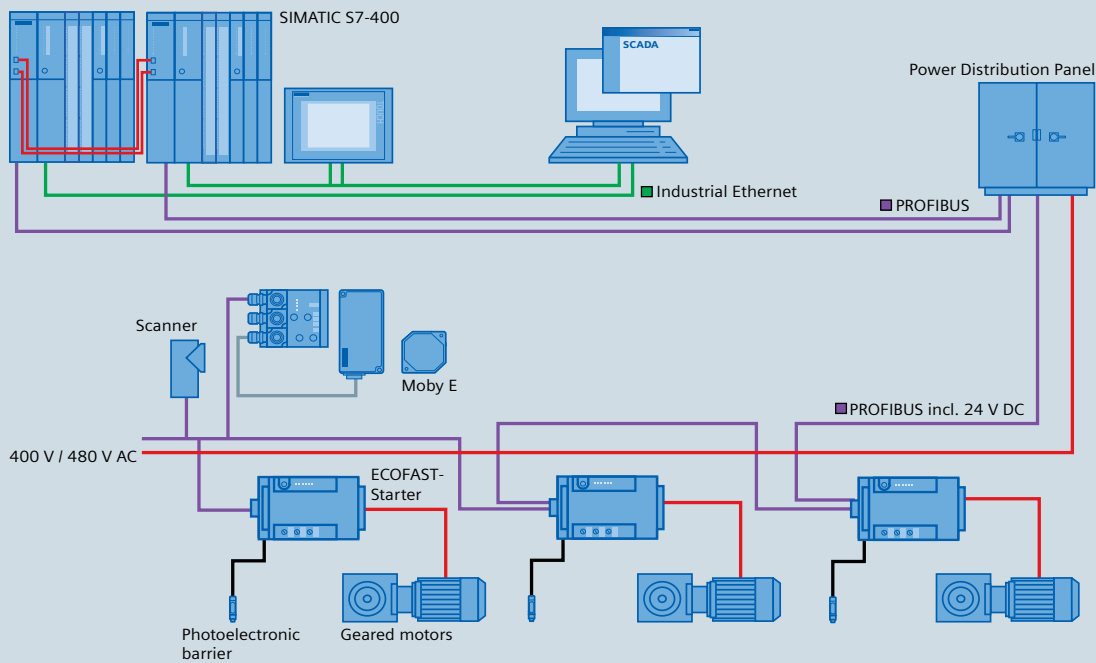 SIMATIC S7-400
SCADA
Power Distribution Panel
Industrial Ethernet
PROFIBUS
Scanner
Moby E
PROFIBUS incl. 24 V DC
400 V / 480 V AC
ECOFAST-
Starter
Photoelectronic
barrier
Geared motors